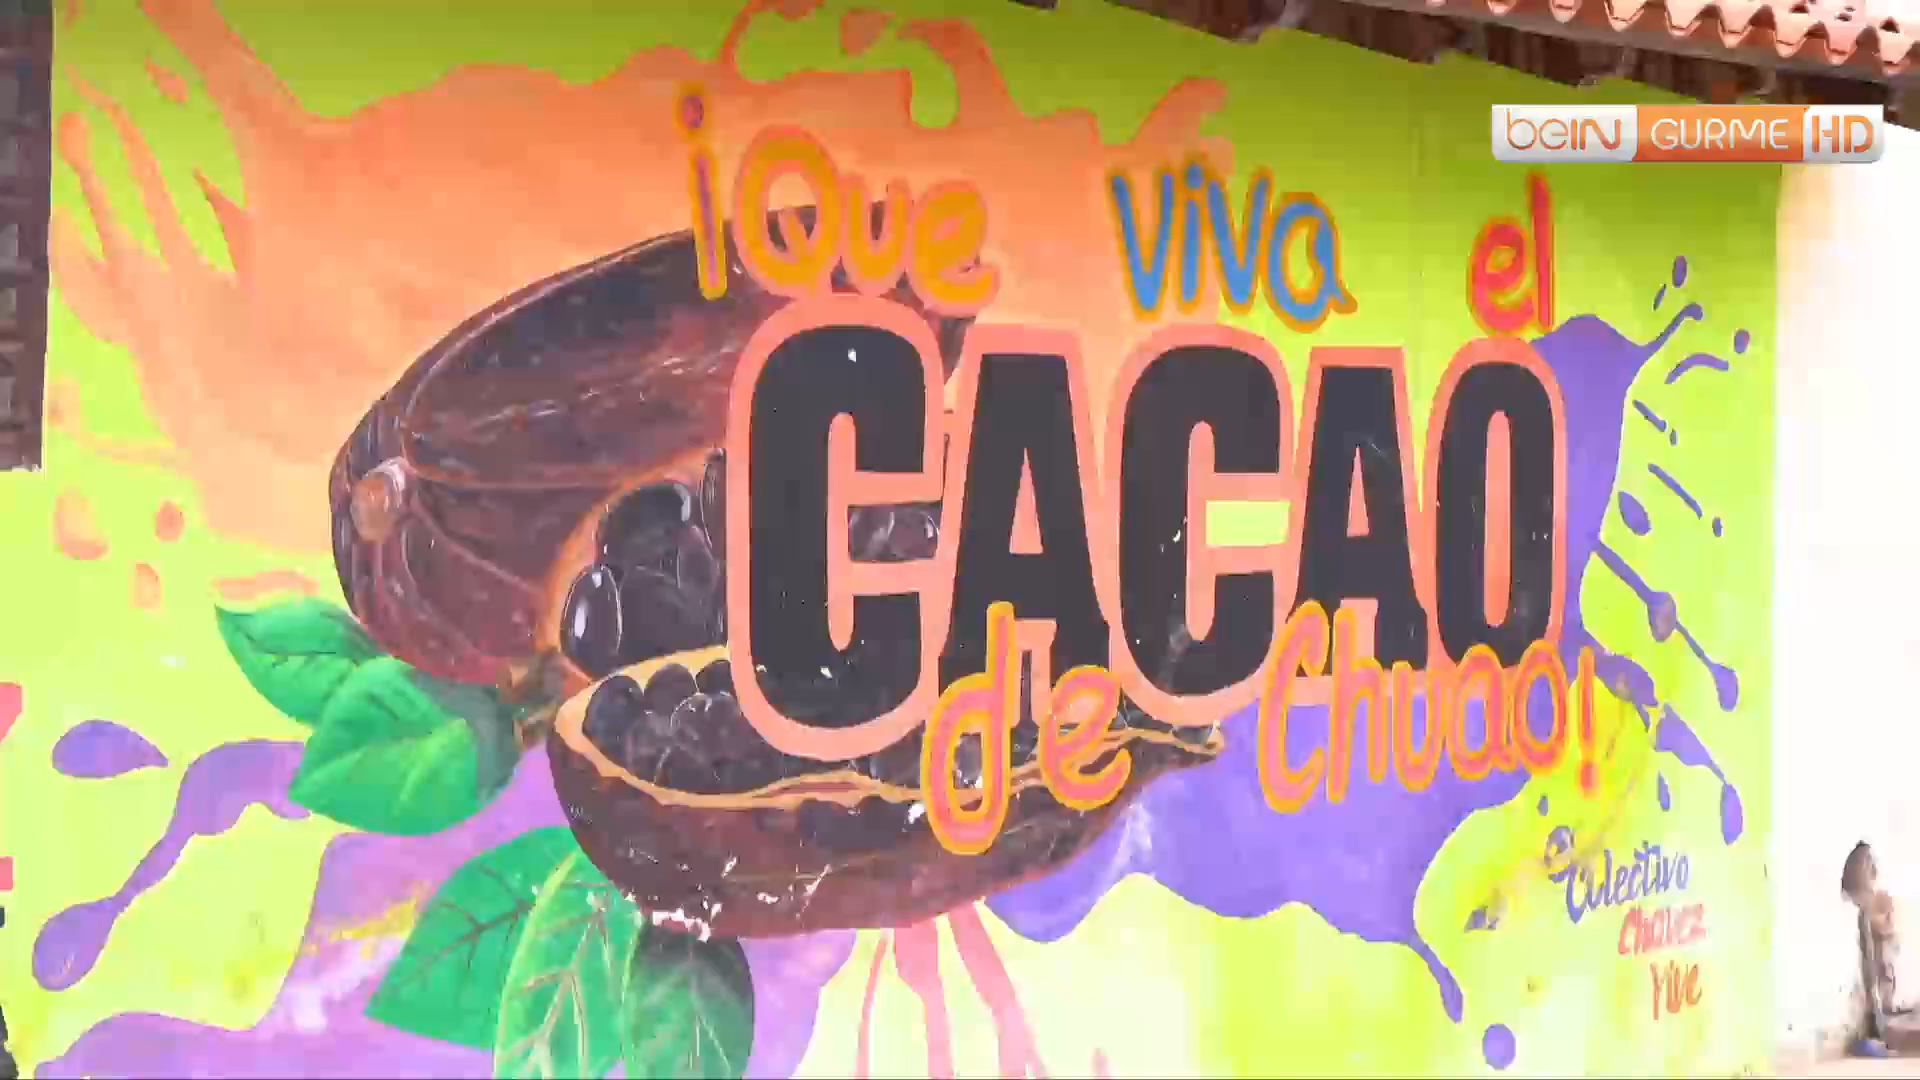 beIN GURME HD
¡Que viva el
CACAO
de Chuao!
Colectivo
Chavez
Vive